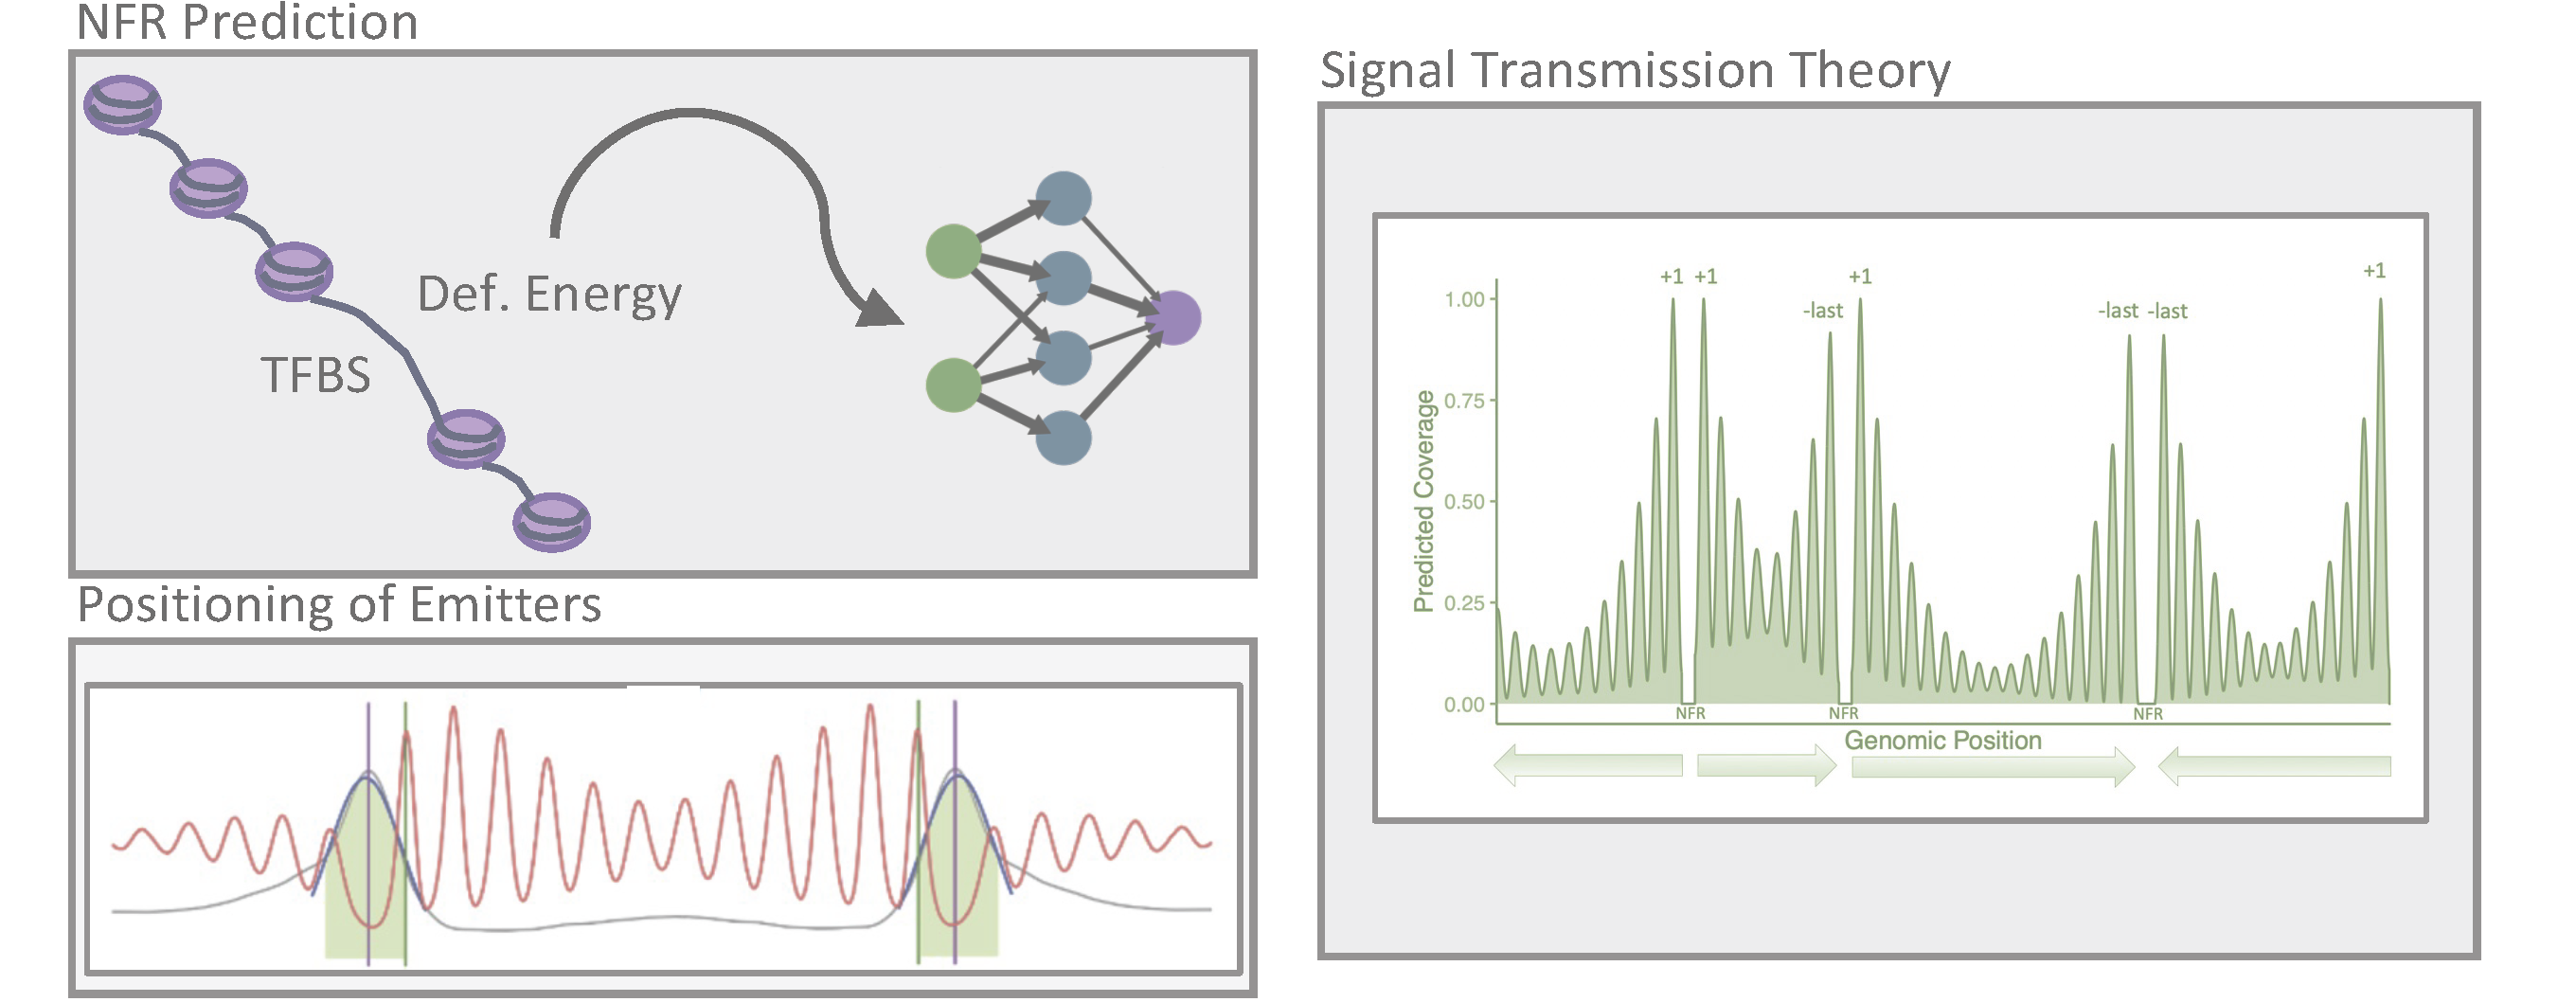 NFR Prediction
Def. Energy
TFBS
Positioning of Emitters
Signal Transmission Theory
+1 +1 -last +1 -last -last +1
Predicted Coverage
1.00
0.75
0.50
0.25
0.00
NFR NFR NFR
Genomic Position